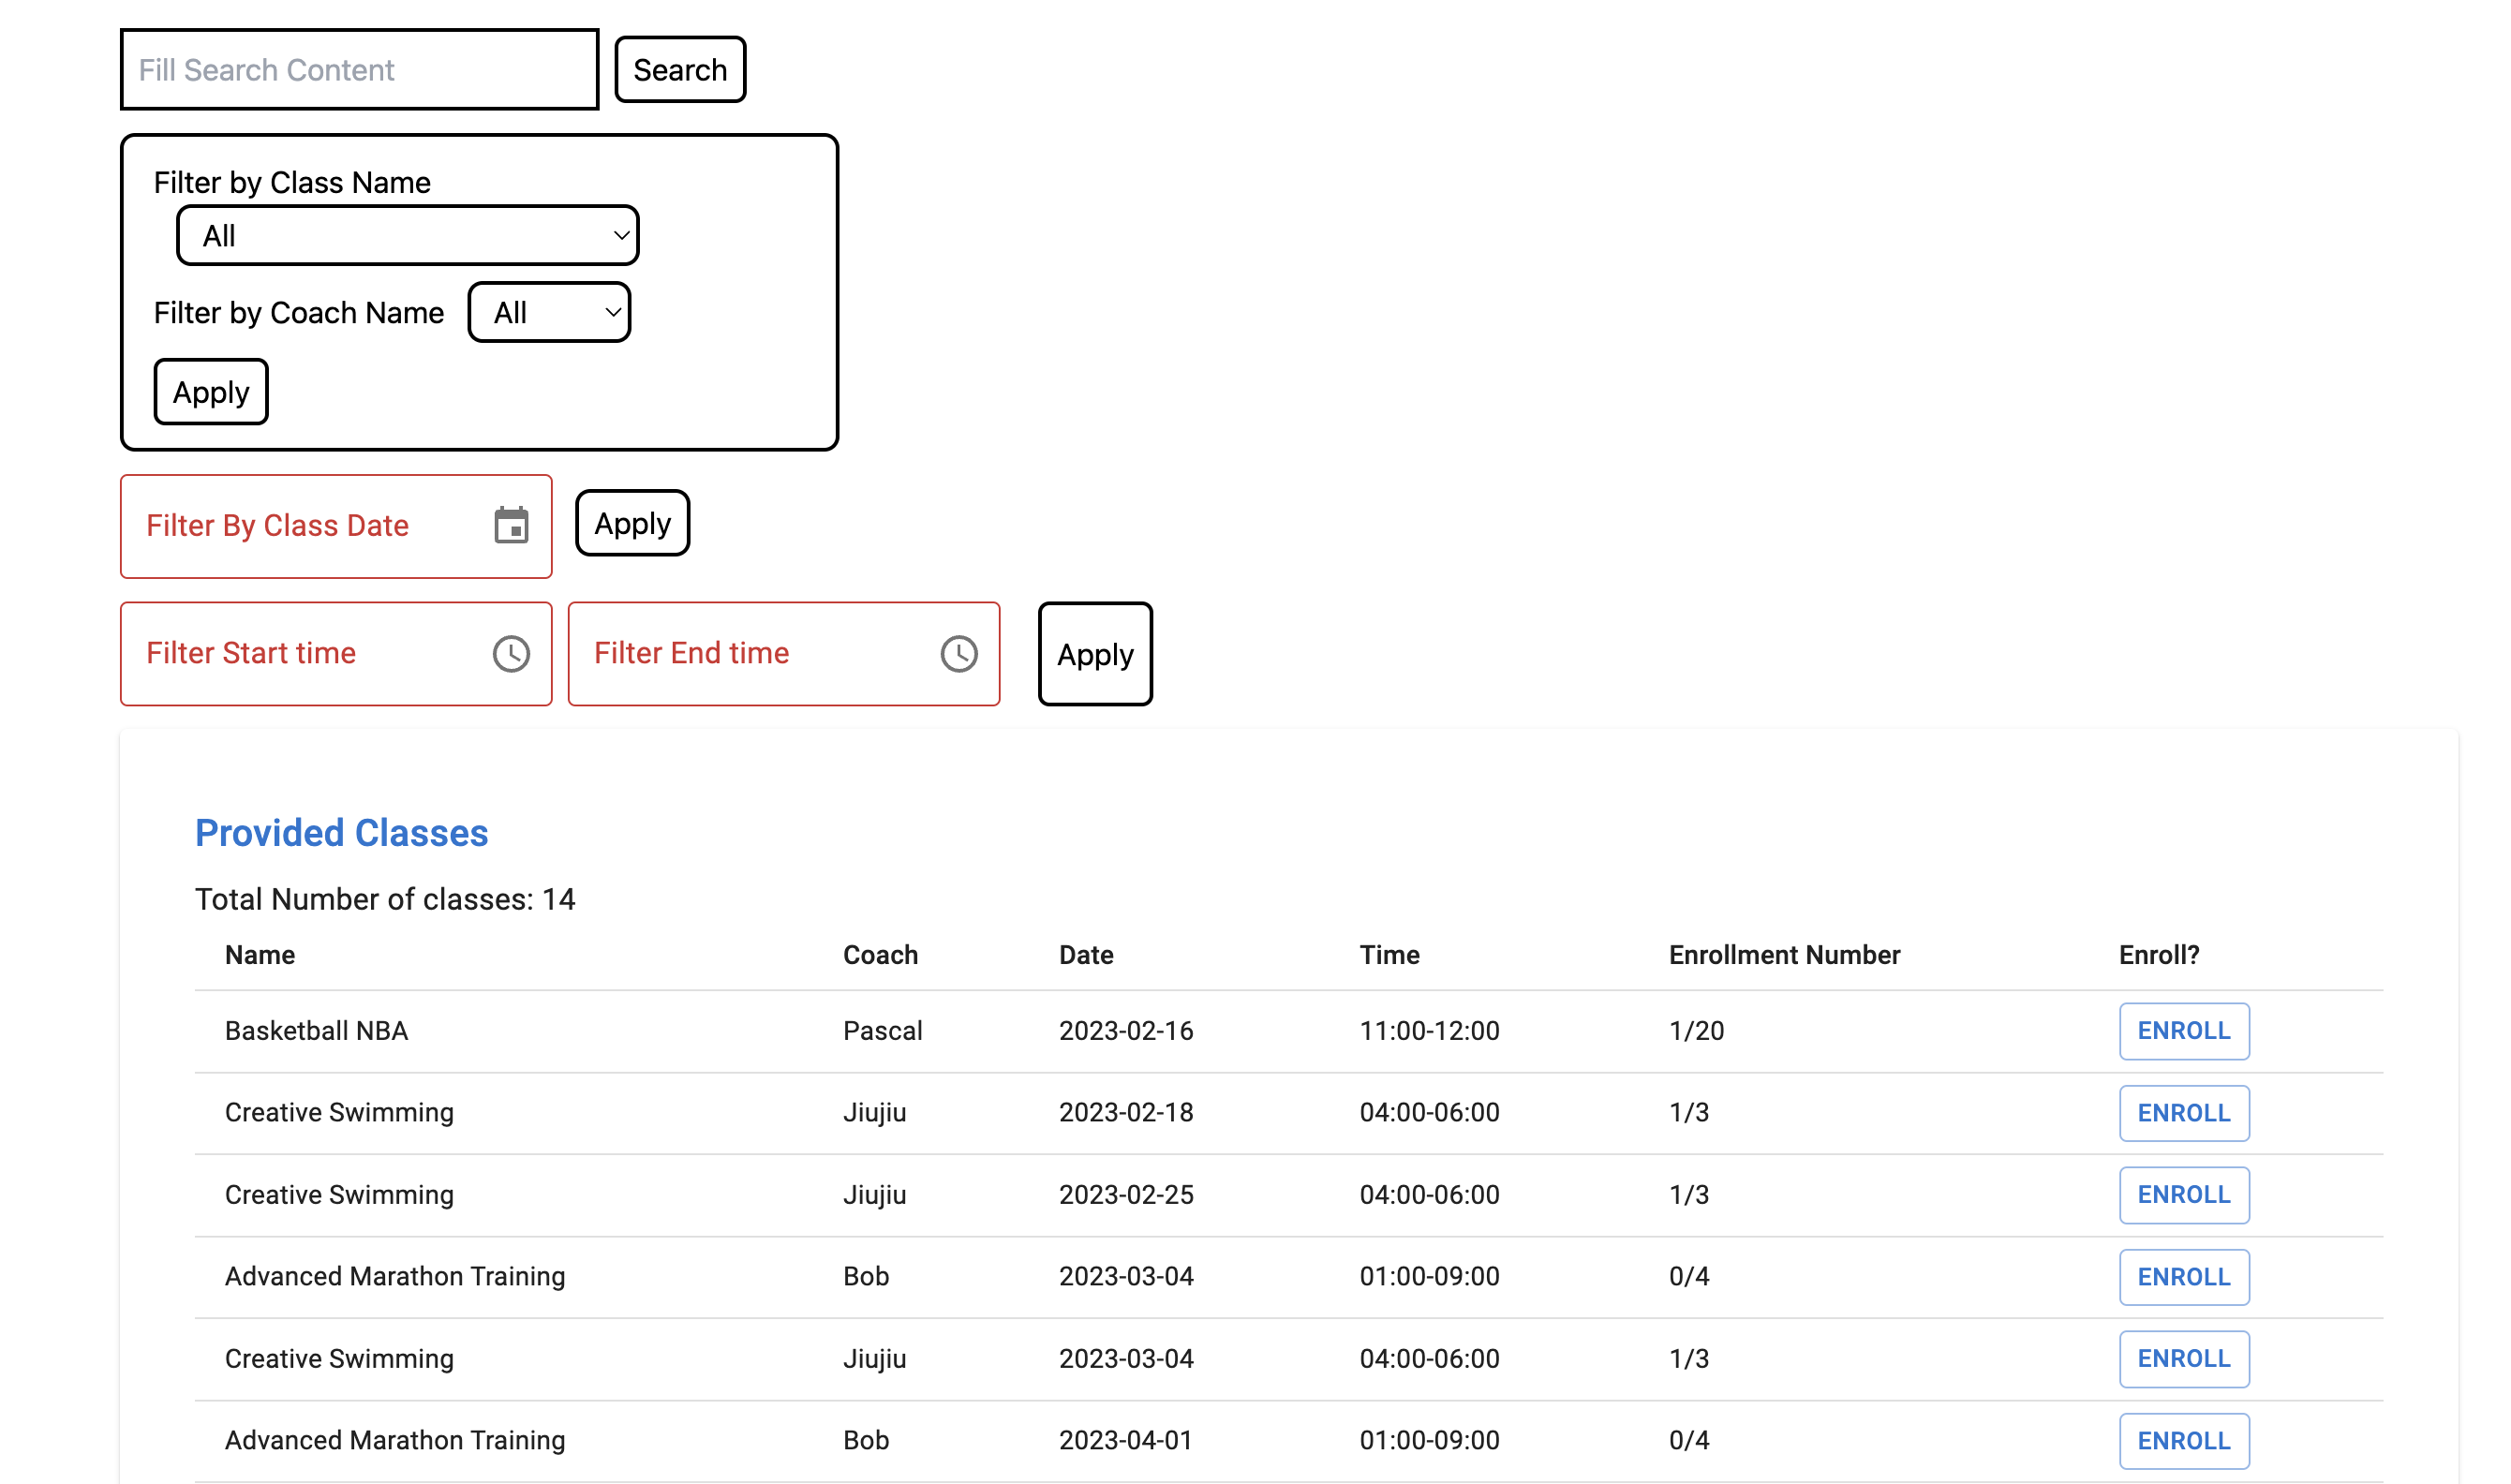 Fill Search Content Search
Filter by Class Name
All
Filter by Coach Name All
Apply
Filter By Class Date Apply
Filter Start time Filter End time Apply
Provided Classes
Total Number of classes: 14
Name Coach Date Time Enrollment Number Enroll?
Basketball NBA Pascal 2023-02-16 11:00-12:00 1/20 ENROLL
Creative Swimming Jiujiu 2023-02-18 04:00-06:00 1/3 ENROLL
Creative Swimming Jiujiu 2023-02-25 04:00-06:00 1/3 ENROLL
Advanced Marathon Training Bob 2023-03-04 01:00-09:00 0/4 ENROLL
Creative Swimming Jiujiu 2023-03-04 04:00-06:00 1/3 ENROLL
Advanced Marathon Training Bob 2023-04-01 01:00-09:00 0/4 ENROLL